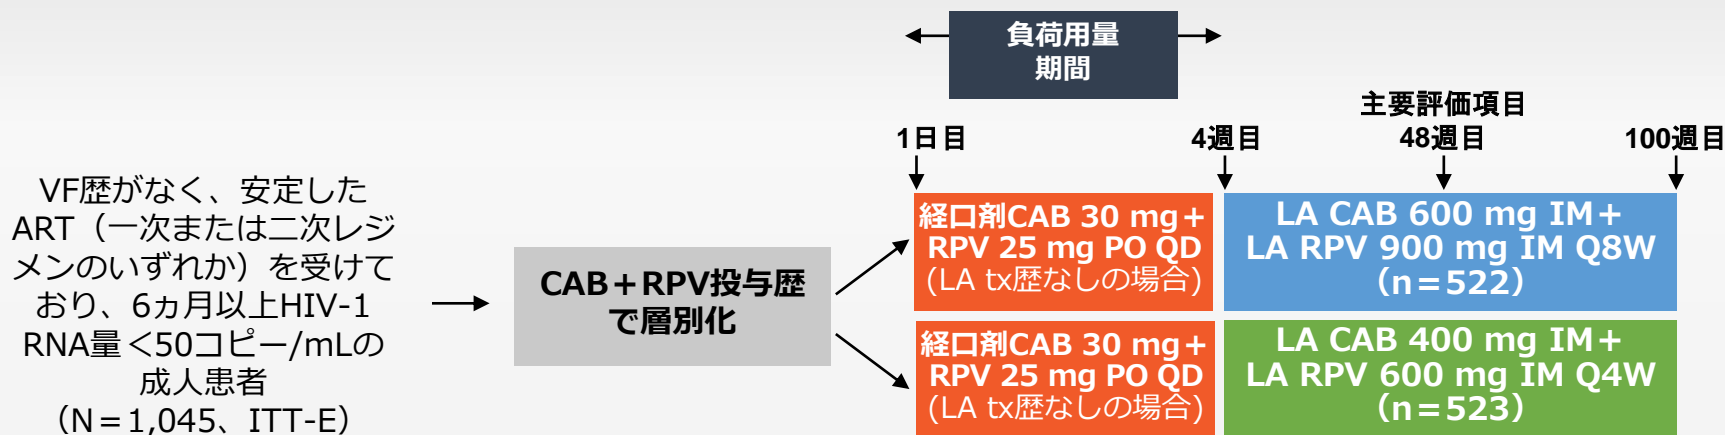 負荷用量
期間
主要評価項目
1日目
4週目
48週目
100週目
VF歴がなく、安定した
ART（一次または二次レジ
メンのいずれか）を受けて
おり、6ヵ月以上HIV-1
RNA量＜50コピー/mLの
成人患者
（N＝1,045、ITT-E）
CAB＋RPV投与歴
で層別化
経口剤CAB 30 mg＋
RPV 25 mg PO QD
(LA tx歴なしの場合)
LA CAB 600 mg IM＋
LA RPV 900 mg IM Q8W
（n＝522）
経口剤CAB 30 mg＋
RPV 25 mg PO QD
(LA tx歴なしの場合)
LA CAB 400 mg IM＋
LA RPV 600 mg IM Q4W
（n＝523）